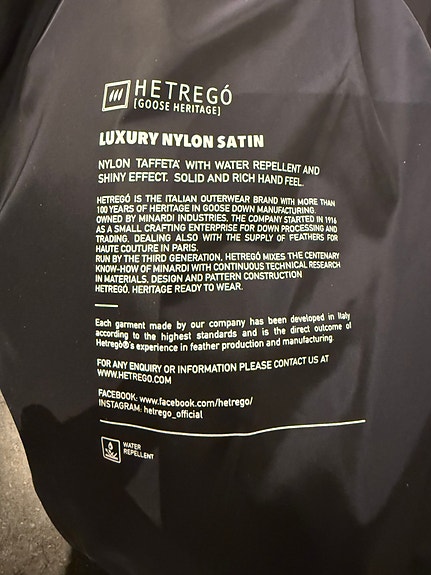 HETREGÓ
[GOOSE HERITAGE]
LUXURY NYLON SATIN
NYLON TAFFETA' WITH WATER REPELLENT AND
SHINY EFFECT. SOLID AND RICH HAND FEEL.
HETREGÓ IS THE ITALIAN OUTERWEAR BRAND WITH MORE THAN
100 YEARS OF HERITAGE IN GOOSE DOWN MANUFACTURING.
OWNED BY MINARDI INDUSTRIES, THE COMPANY STARTED IN 1916
AS A SMALL CRAFTING ENTERPRISE FOR DOWN PROCESSING AND
TRADING, DEALING ALSO WITH THE SUPPLY OF FEATHERS FOR
HAUTE COUTURE IN PARIS.
RUN BY THE THIRD GENERATION, HETREGÓ MIXES THE CENTENARY
KNOW-HOW OF MINARDI WITH CONTINUOUS TECHNICAL RESEARCH
IN MATERIALS, DESIGN AND PATTERN CONSTRUCTION
HETREGÓ, HERITAGE READY TO WEAR.
Each garment made by our company has been developed in Italy
according to the highest standards and is the direct outcome of
Hetregò®'s experience in feather production and manufacturing.
FOR ANY ENQUIRY OR INFORMATION PLEASE CONTACT US AT
WWW.HETREGO.COM
FACEBOOK: www.facebook.com/hetrego/
INSTAGRAM: hetrego_official
WATER
REPELLENT